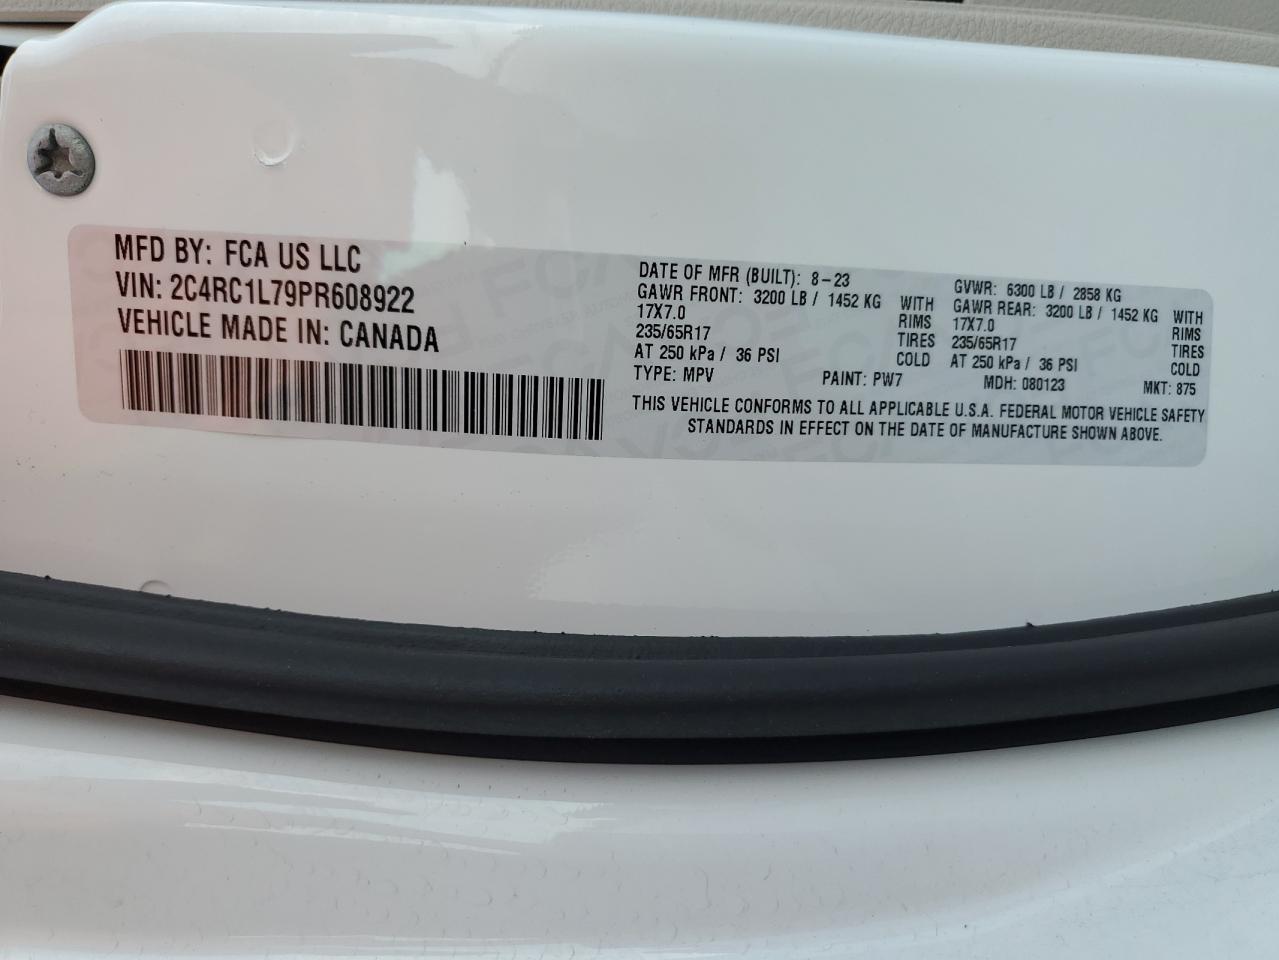 MFD BY: FCA US LLC
VIN: 2C4RC1L79PR608922
VEHICLE MADE IN: CANADA
DATE OF MFR (BUILT): 8-23
GAWR FRONT: 3200 LB / 1452 KG WITH
17X7.0 RIMS
235/65R17 TIRES
AT 250 kPa / 36 PSI COLD
TYPE: MPV PAINT: PW7
GVWR: 6300 LB / 2858 KG
GAWR REAR: 3200 LB / 1452 KG WITH
17X7.0 RIMS
235/65R17 TIRES
AT 250 kPa / 36 PSI COLD
MDH: 080123 MKT: 875
THIS VEHICLE CONFORMS TO ALL APPLICABLE U.S.A. FEDERAL MOTOR VEHICLE SAFETY
STANDARDS IN EFFECT ON THE DATE OF MANUFACTURE SHOWN ABOVE.